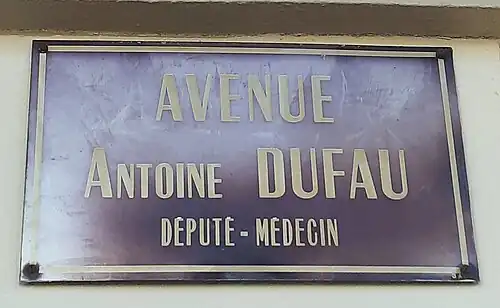 AVENUE
ANTOINE DUFAU
DÉPUTÉ - MÉDECIN